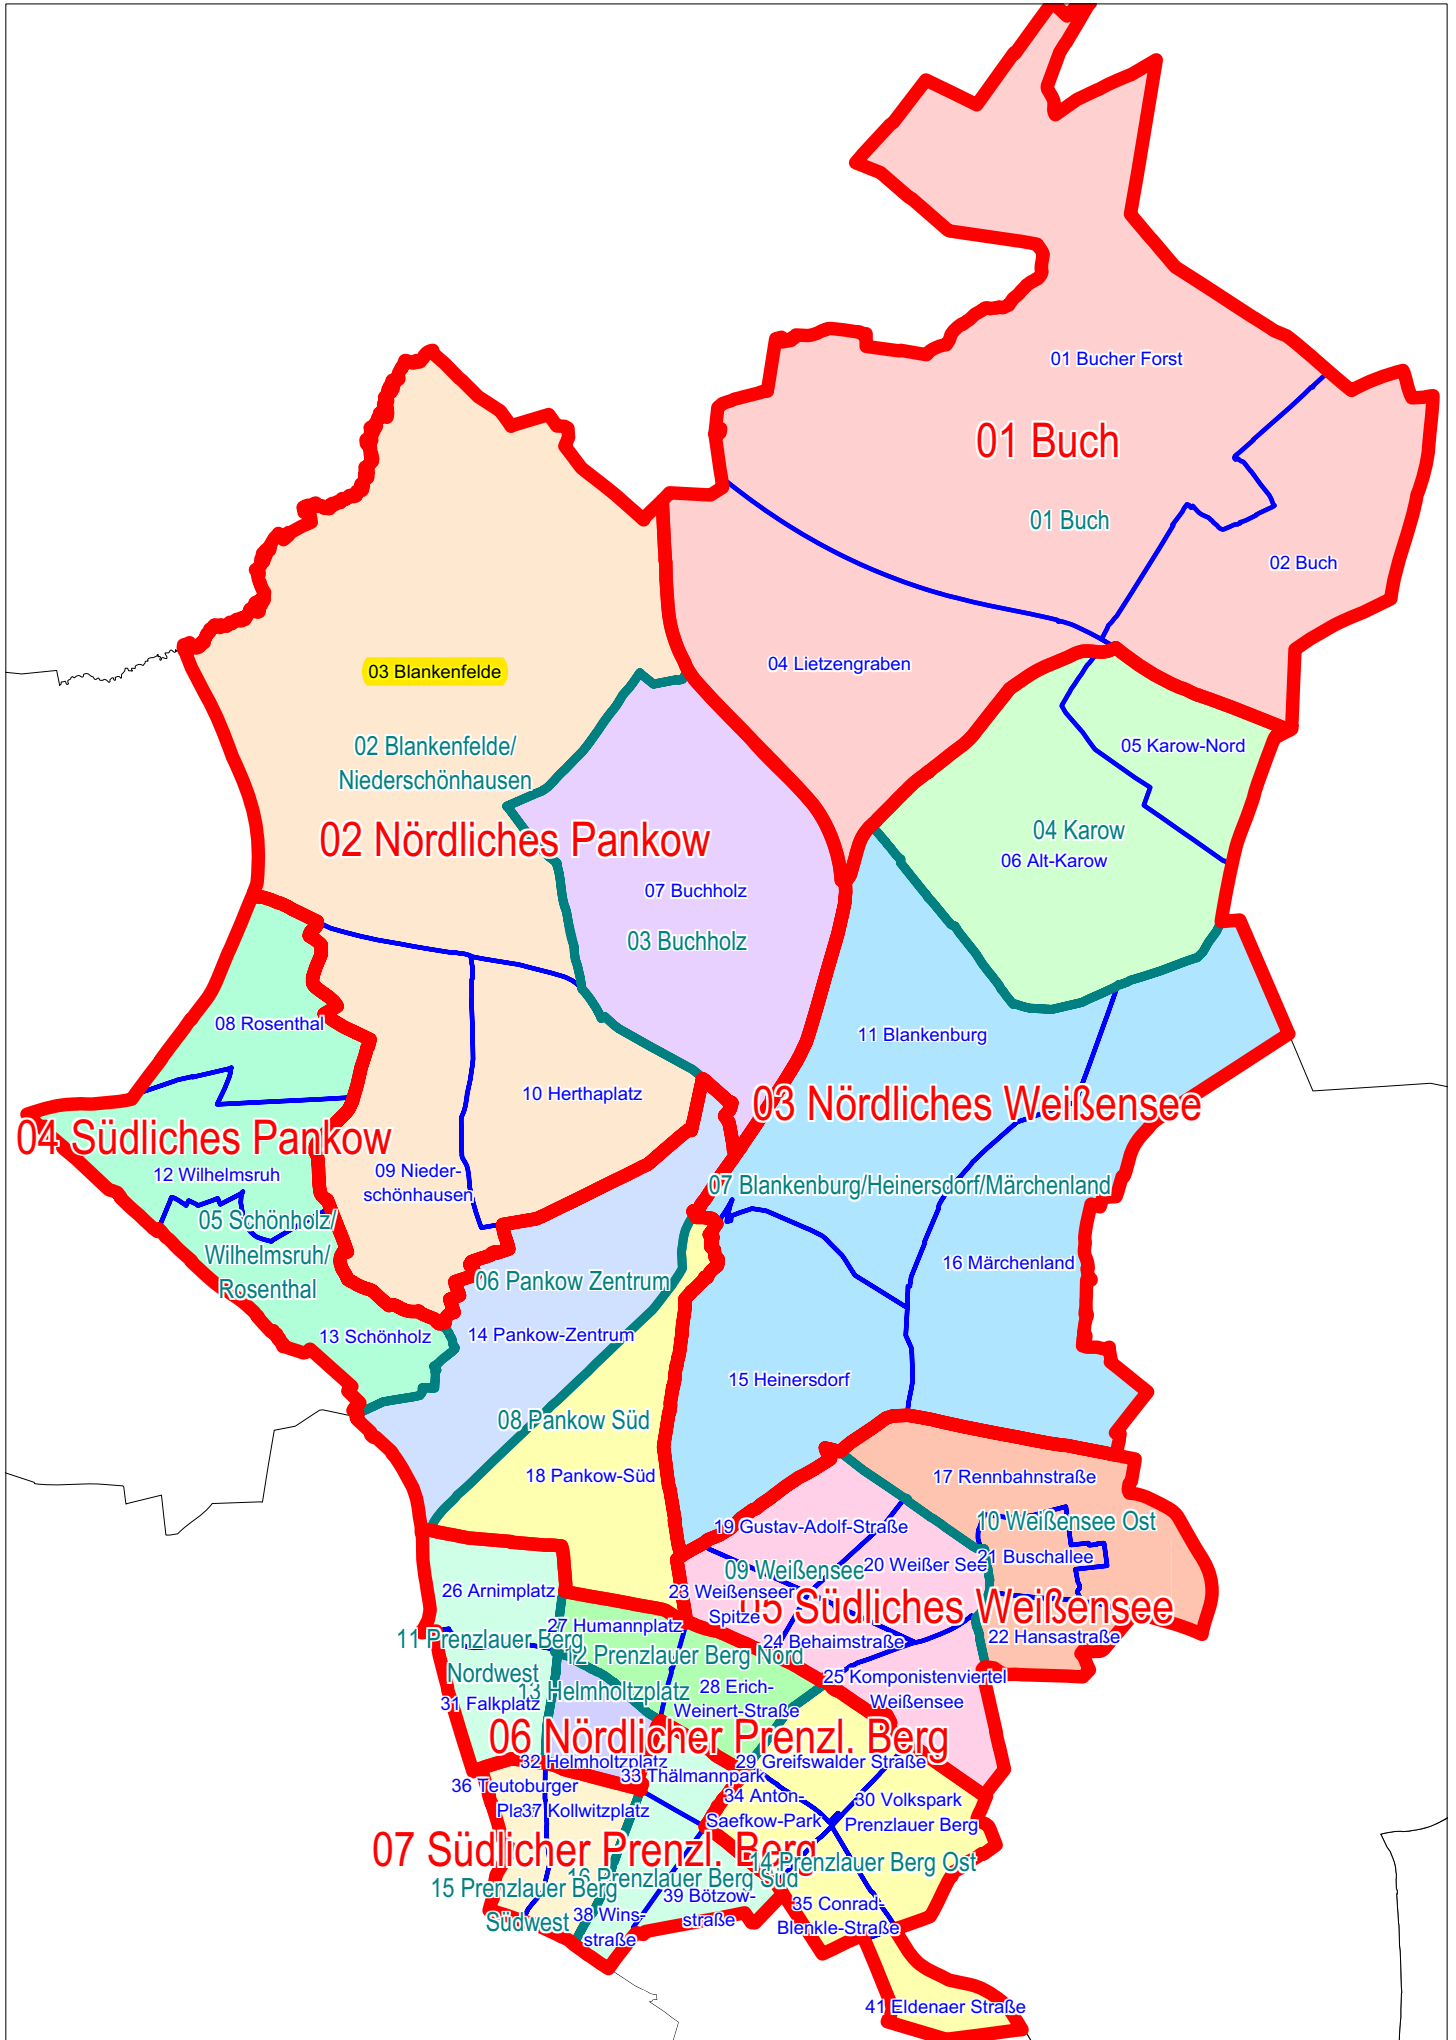 01 Bucher Forst
01 Buch
01 Buch
02 Buch
04 Lietzengraben
03 Blankenfelde
02 Blankenfelde/
Niederschönhausen
02 Nördliches Pankow
05 Karow-Nord
04 Karow
06 Alt-Karow
07 Buchholz
03 Buchholz
08 Rosenthal
11 Blankenburg
10 Herthaplatz
03 Nördliches Weißensee
04 Südliches Pankow
12 Wilhelmsruh
09 Nieder-
schönhausen
07 Blankenburg/Heinersdorf/Märchenland
05 Schönholz/
Wilhelmsruh/
Rosenthal
16 Märchenland
06 Pankow Zentrum
13 Schönholz
14 Pankow-Zentrum
15 Heinersdorf
08 Pankow Süd
18 Pankow-Süd
17 Rennbahnstraße
19 Gustav-Adolf-Straße
10 Weißensee Ost
20 Weißer See
21 Buschallee
09 Weißensee
26 Arnimplatz
23 Weißenseer
Spitze
05 Südliches Weißensee
27 Humannplatz
24 Behaimstraße
22 Hansastraße
11 Prenzlauer Berg
Nordwest
12 Prenzlauer Berg Nord
25 Komponistenviertel
Weißensee
13 Helmholtzplatz
28 Erich-
Weinert-Straße
31 Falkplatz
06 Nördlicher Prenzl. Berg
32 Helmholtzplatz
29 Greifswalder Straße
33 Thälmannpark
36 Teutoburger
Platz
37 Kollwitzplatz
34 Anton-
Saefkow-Park
30 Volkspark
Prenzlauer Berg
07 Südlicher Prenzl. Berg
14 Prenzlauer Berg Ost
16 Prenzlauer Berg Süd
15 Prenzlauer Berg
Südwest
39 Bötzow-
straße
38 Wins-
straße
35 Conrad-
Blenkle-Straße
41 Eldenaer Straße